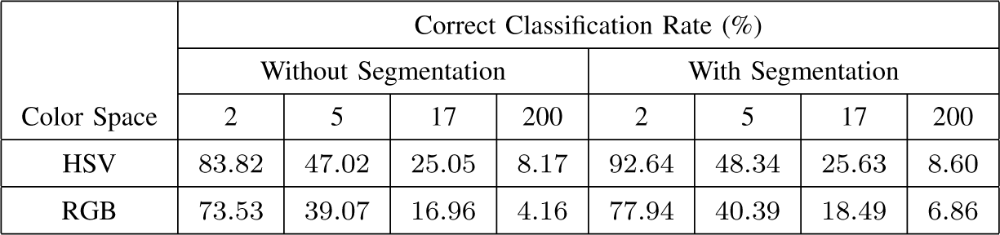 Correct Classification Rate (%)
Without Segmentation With Segmentation
Color Space 2 5 17 200 2 5 17 200
HSV 83.82 47.02 25.05 8.17 92.64 48.34 25.63 8.60
RGB 73.53 39.07 16.96 4.16 77.94 40.39 18.49 6.86